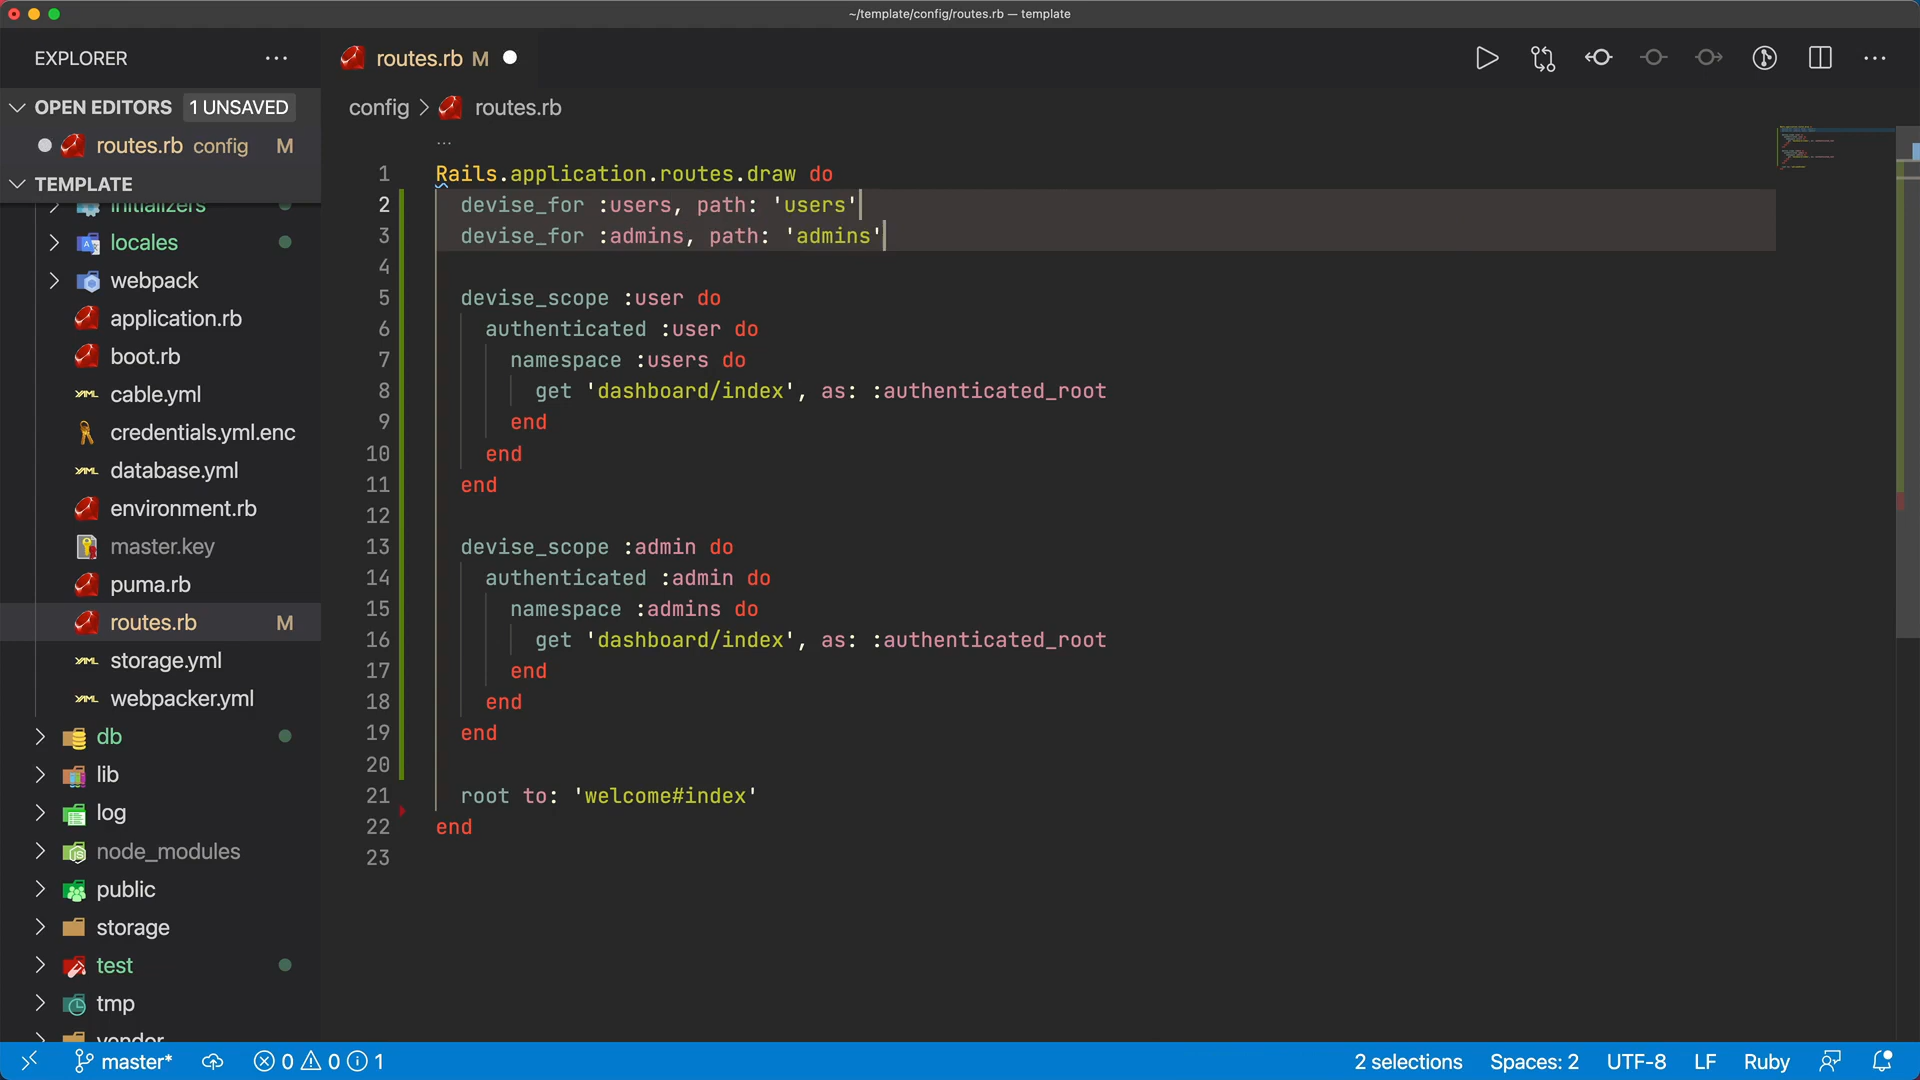 ~/template/config/routes.rb — template
EXPLORER
routes.rb M
OPEN EDITORS 1 UNSAVED
routes.rb config M
TEMPLATE
initializers
locales
webpack
application.rb
boot.rb
YAML cable.yml
credentials.yml.enc
YAML database.yml
environment.rb
master.key
puma.rb
routes.rb M
YAML storage.yml
YAML webpacker.yml
db
lib
log
node_modules
public
storage
test
tmp
vendor
config > routes.rb
...
1 Rails.application.routes.draw do
2 devise_for :users, path: 'users'
3 devise_for :admins, path: 'admins'
4
5 devise_scope :user do
6 authenticated :user do
7 namespace :users do
8 get 'dashboard/index', as: :authenticated_root
9 end
10 end
11 end
12
13 devise_scope :admin do
14 authenticated :admin do
15 namespace :admins do
16 get 'dashboard/index', as: :authenticated_root
17 end
18 end
19 end
20
21 root to: 'welcome#index'
22 end
23
master* 0 0 1 2 selections Spaces: 2 UTF-8 LF Ruby